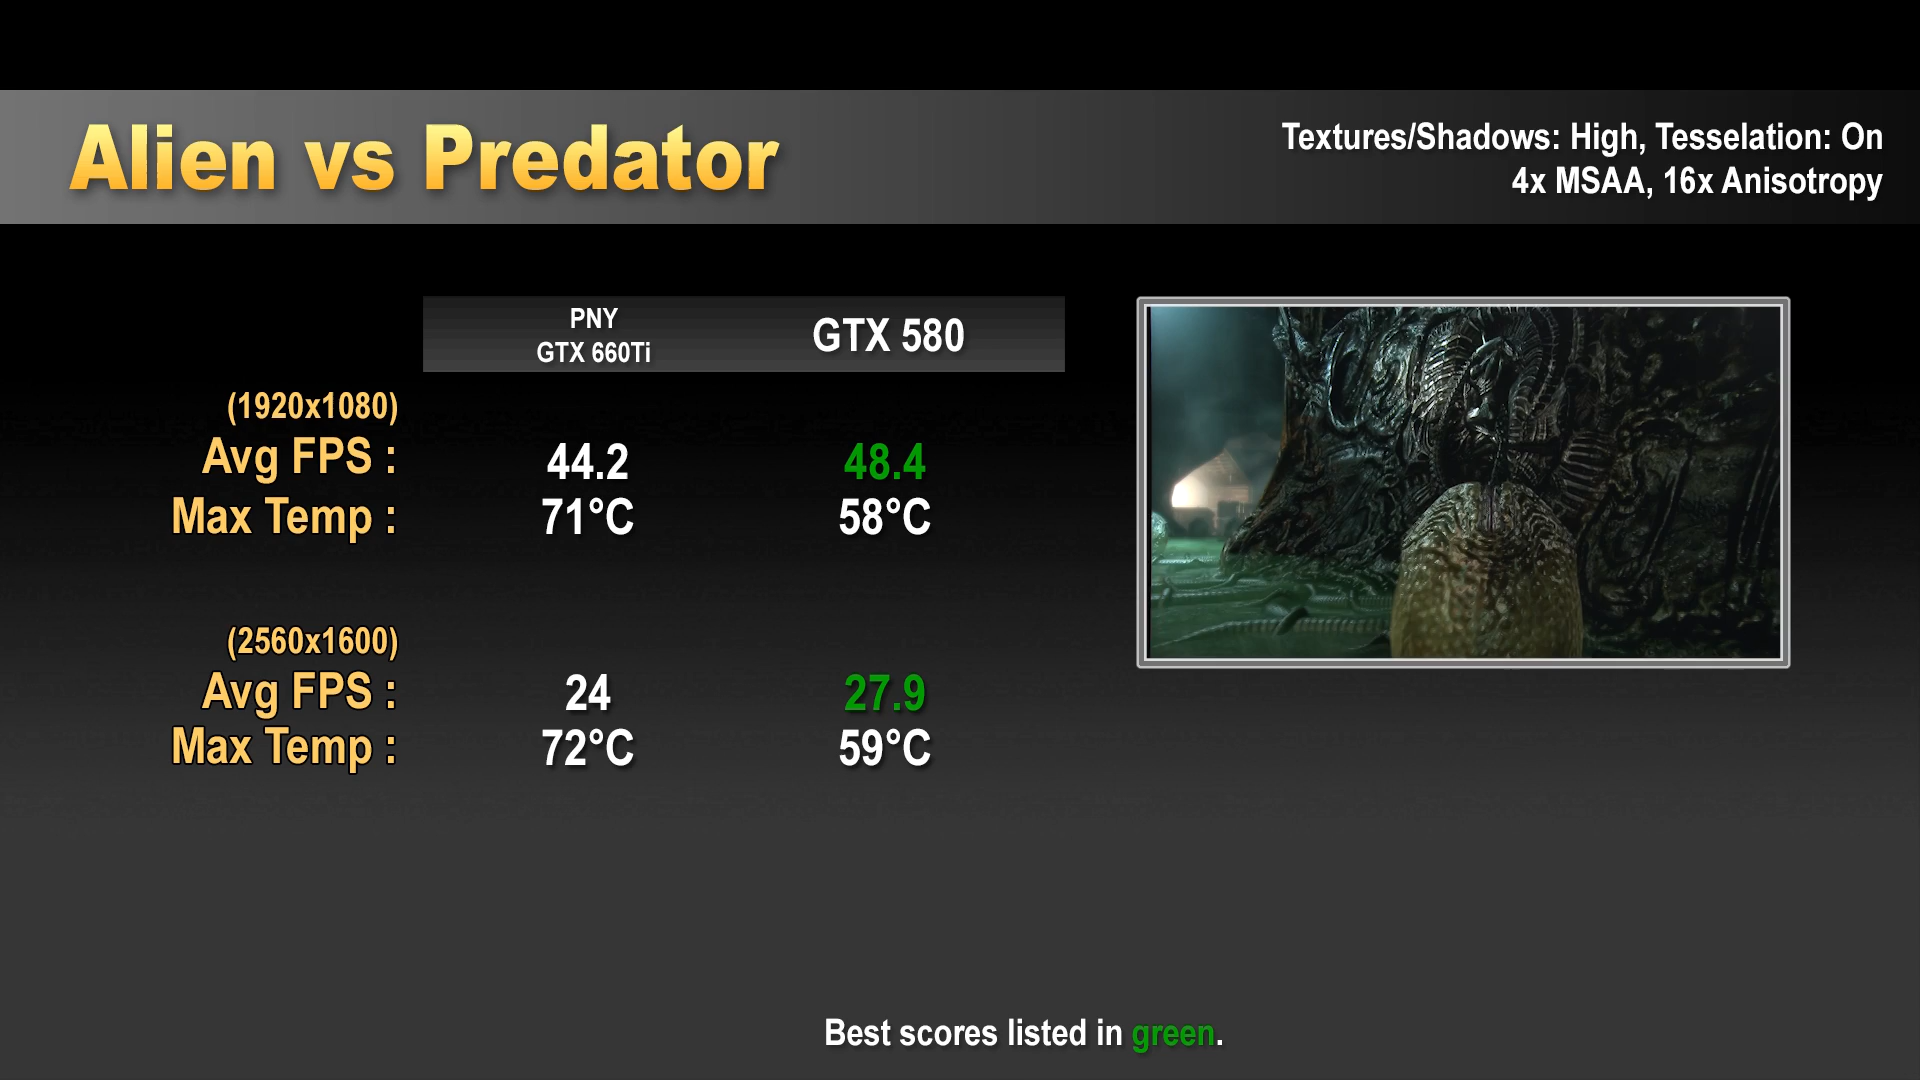 Alien vs Predator
Textures/Shadows: High, Tesselation: On
4x MSAA, 16x Anisotropy
PNY
GTX 660Ti
GTX 580
(1920x1080)
Avg FPS : 44.2 48.4
Max Temp : 71°C 58°C
(2560x1600)
Avg FPS : 24 27.9
Max Temp : 72°C 59°C
Best scores listed in green.